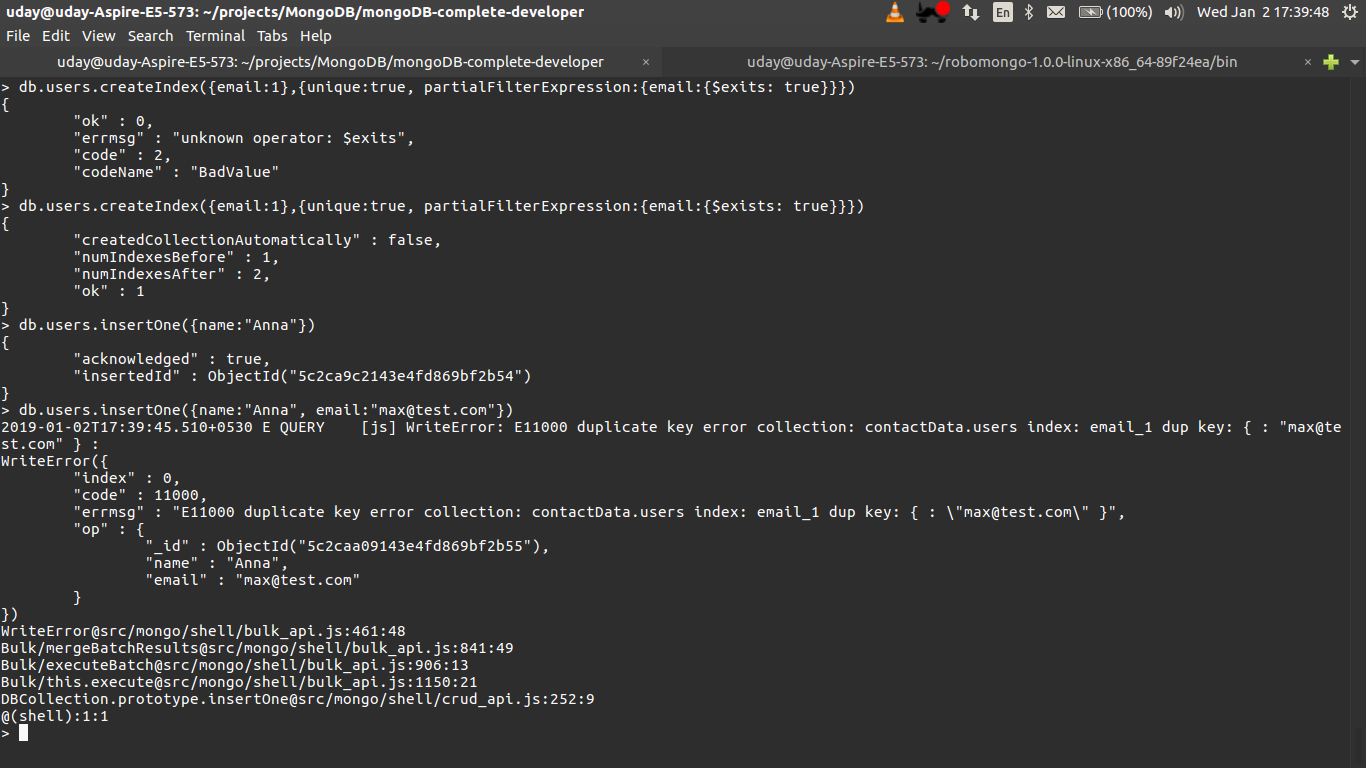 uday@uday-Aspire-E5-573: ~/projects/MongoDB/mongoDB-complete-developer
En
(100%)
Wed Jan 2 17:39:48
File Edit View Search Terminal Tabs Help
uday@uday-Aspire-E5-573: ~/projects/MongoDB/mongoDB-complete-developer ×
uday@uday-Aspire-E5-573: ~/robomongo-1.0.0-linux-x86_64-89f24ea/bin ×
> db.users.createIndex({email:1},{unique:true, partialFilterExpression:{email:{$exits: true}}})
{
        "ok" : 0,
        "errmsg" : "unknown operator: $exits",
        "code" : 2,
        "codeName" : "BadValue"
}
> db.users.createIndex({email:1},{unique:true, partialFilterExpression:{email:{$exists: true}}})
{
        "createdCollectionAutomatically" : false,
        "numIndexesBefore" : 1,
        "numIndexesAfter" : 2,
        "ok" : 1
}
> db.users.insertOne({name:"Anna"})
{
        "acknowledged" : true,
        "insertedId" : ObjectId("5c2ca9c2143e4fd869bf2b54")
}
> db.users.insertOne({name:"Anna", email:"max@test.com"})
2019-01-02T17:39:45.510+0530 E QUERY    [js] WriteError: E11000 duplicate key error collection: contactData.users index: email_1 dup key: { : "max@te
st.com" } :
WriteError({
        "index" : 0,
        "code" : 11000,
        "errmsg" : "E11000 duplicate key error collection: contactData.users index: email_1 dup key: { : \"max@test.com\" }",
        "op" : {
                "_id" : ObjectId("5c2caa09143e4fd869bf2b55"),
                "name" : "Anna",
                "email" : "max@test.com"
        }
})
WriteError@src/mongo/shell/bulk_api.js:461:48
Bulk/mergeBatchResults@src/mongo/shell/bulk_api.js:841:49
Bulk/executeBatch@src/mongo/shell/bulk_api.js:906:13
Bulk/this.execute@src/mongo/shell/bulk_api.js:1150:21
DBCollection.prototype.insertOne@src/mongo/shell/crud_api.js:252:9
@(shell):1:1
>